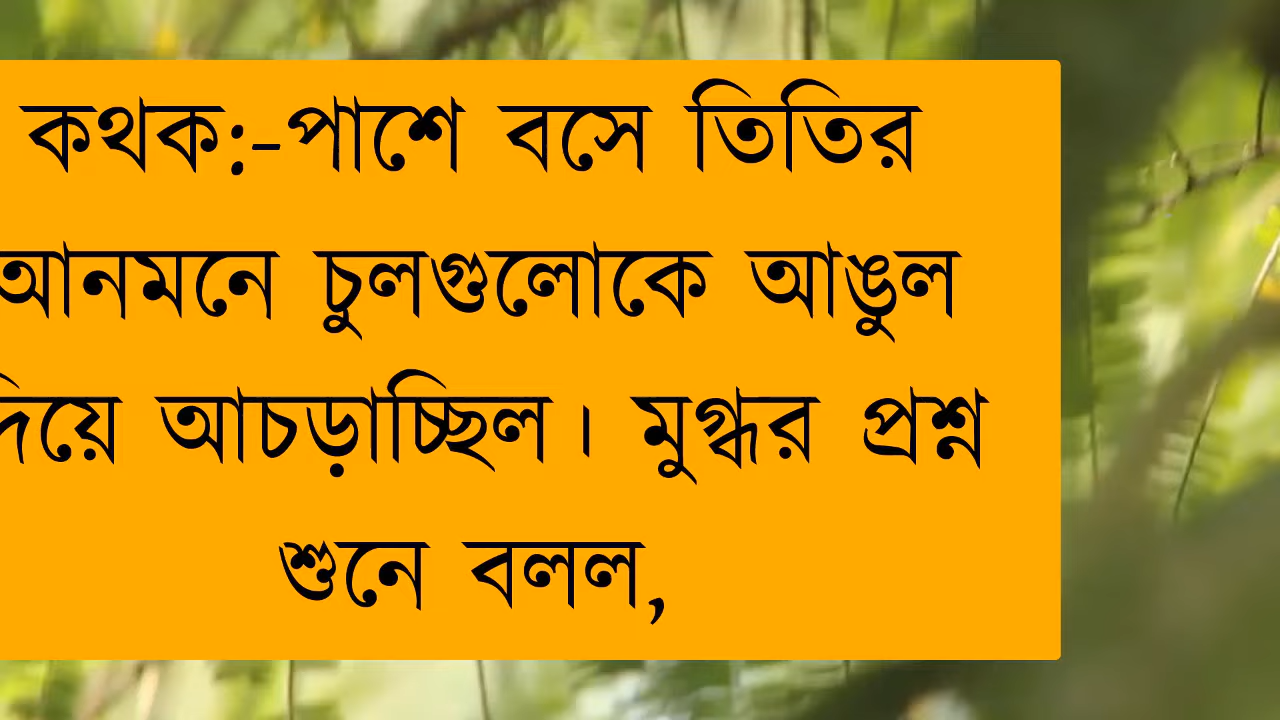 কথক:-পাশে বসে তিতির
আনমনে চুলগুলোকে আঙুল
দিয়ে আচড়াচ্ছিল। মুগ্ধর প্রশ্ন
শুনে বলল,